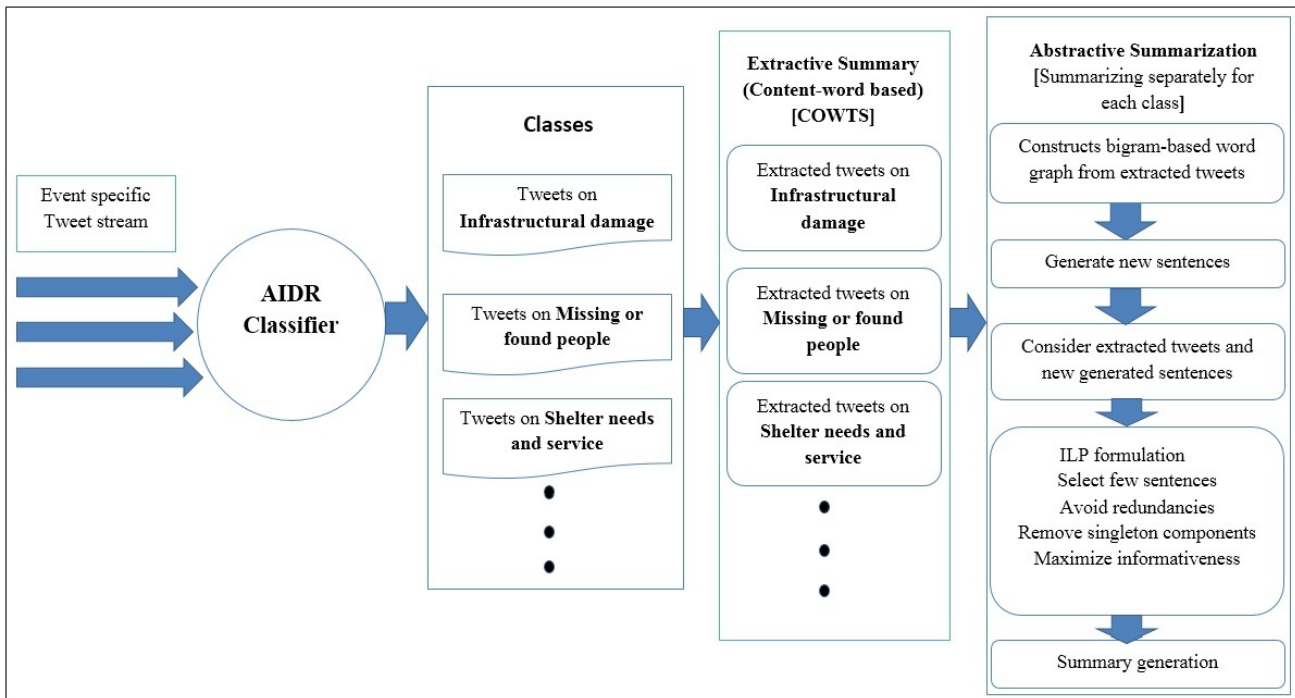 Event specific
Tweet stream
AIDR
Classifier
Classes
Tweets on
Infrastructural damage
Tweets on Missing or
found people
Tweets on Shelter needs
and service
Extractive Summary
(Content-word based)
[COWTS]
Extracted tweets on
Infrastructural
damage
Extracted tweets on
Missing or found
people
Extracted tweets on
Shelter needs and
service
Abstractive Summarization
[Summarizing separately for
each class]
Constructs bigram-based word
graph from extracted tweets
Generate new sentences
Consider extracted tweets and
new generated sentences
ILP formulation
Select few sentences
Avoid redundancies
Remove singleton components
Maximize informativeness
Summary generation